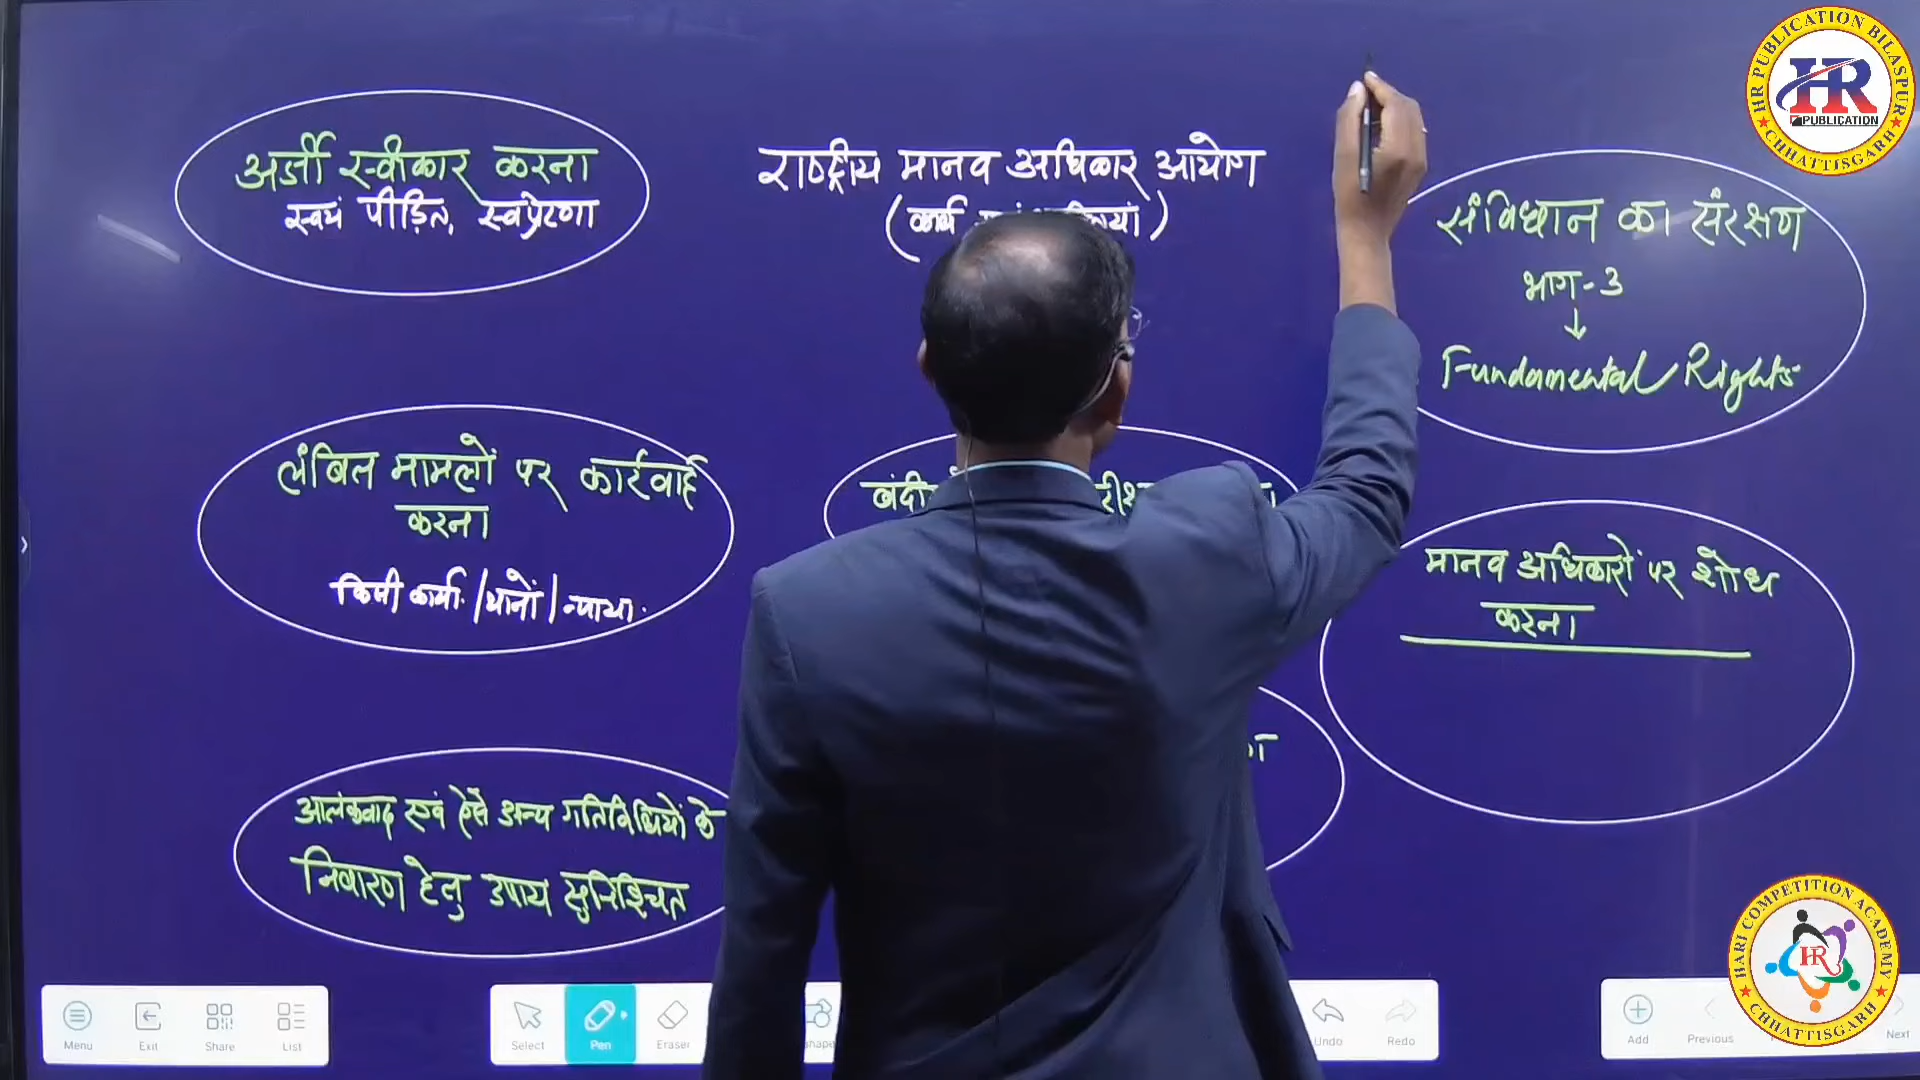 राष्ट्रीय मानव अधिकार आयोग
अर्जी स्वीकार करना
स्वयं पीड़ित, स्वप्रेरणा
संविधान का संरक्षण
भाग-3
↓
Fundamental Rights
लंबित मामलों पर कार्रवाई
करना
मानव अधिकारों पर शोध
करना
आतंकवाद एवं ऐसे अन्य गतिविधियों के
निवारण हेतु उपाय सुनिश्चित
HR PUBLICATION BILASPUR
HR
PUBLICATION
CHHATTISGARH
HARI COMPETITION ACADEMY
HR
CHHATTISGARH
Menu
Exit
Share
List
Select
Pen
Eraser
Undo
Redo
Add
Previous
Next